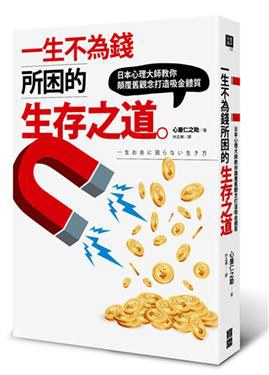 一生不為錢
所困的
生存之道。
日本心理大師教你
顛覆舊觀念打造吸金體質
心屋仁之助/著
一生お金に困らない生き方
一生不為錢所困的生存之道
日本心理大師教你顛覆舊觀念打造吸金體質
心屋仁之助